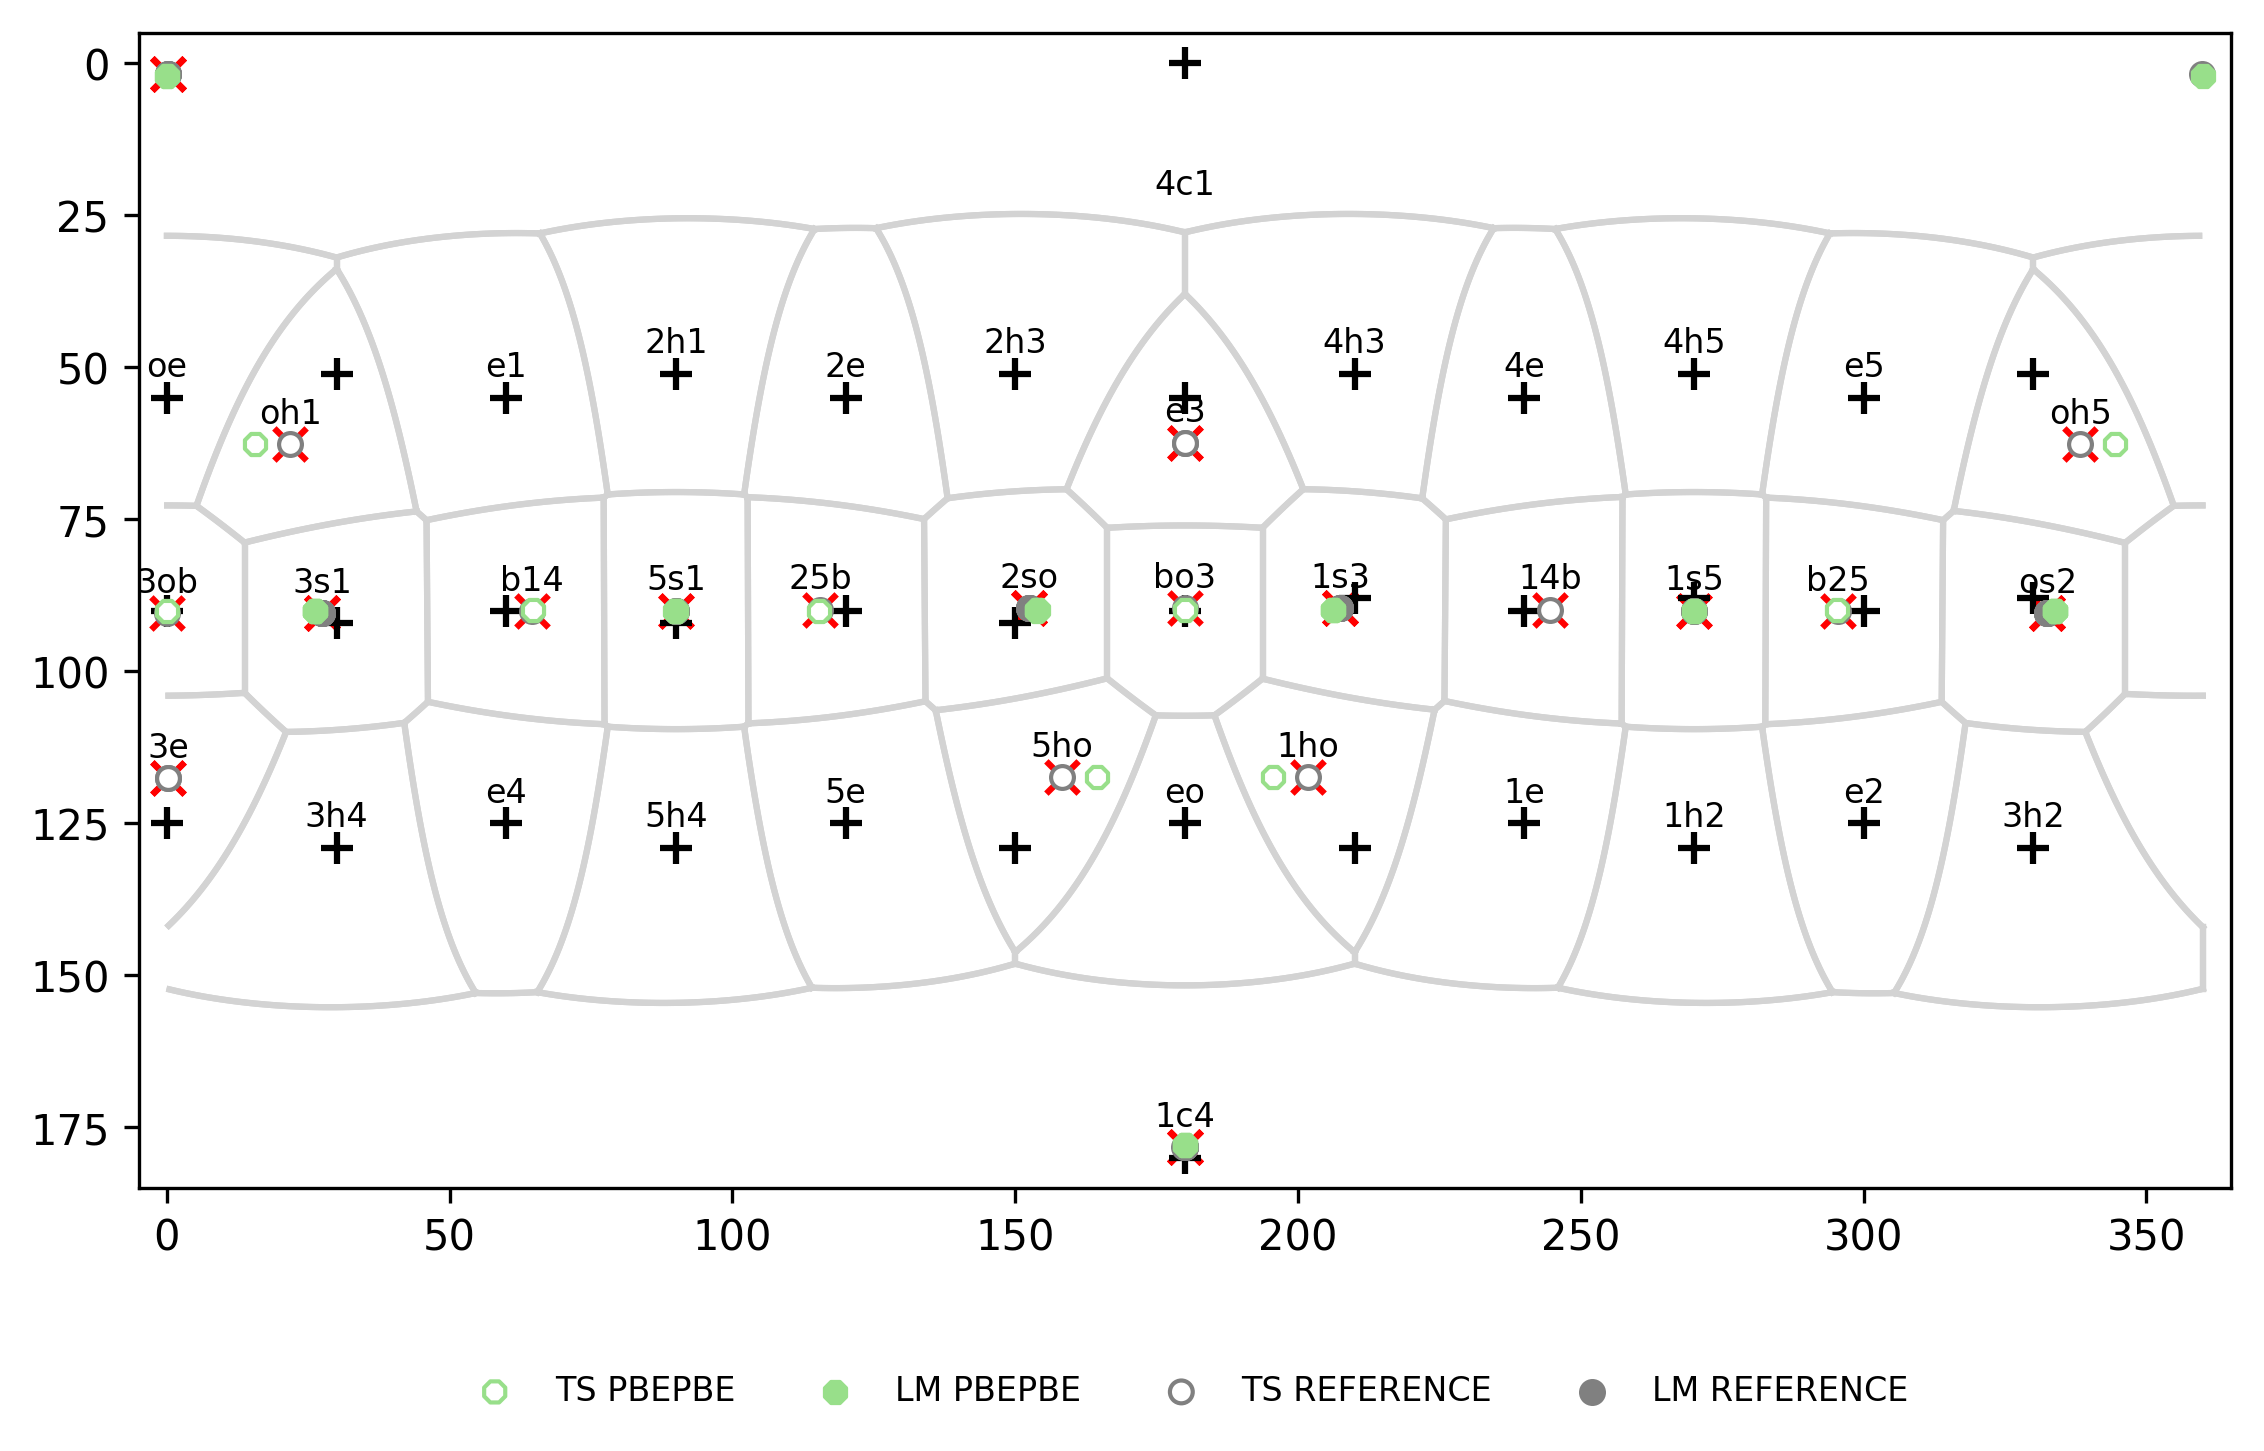 0
4c1
25
2h1 2h3 4h3 4h5
50 oe e1 2e e3 4e e5
oh1 oh5
75
3ob 3s1 b14 5s1 25b 2so bo3 1s3 14b 1s5 b25 os2
100
3e 5ho 1ho
125 3h4 e4 5h4 5e eo 1e 1h2 e2 3h2
150
175 1c4
0 50 100 150 200 250 300 350
TS PBEPBE LM PBEPBE TS REFERENCE LM REFERENCE